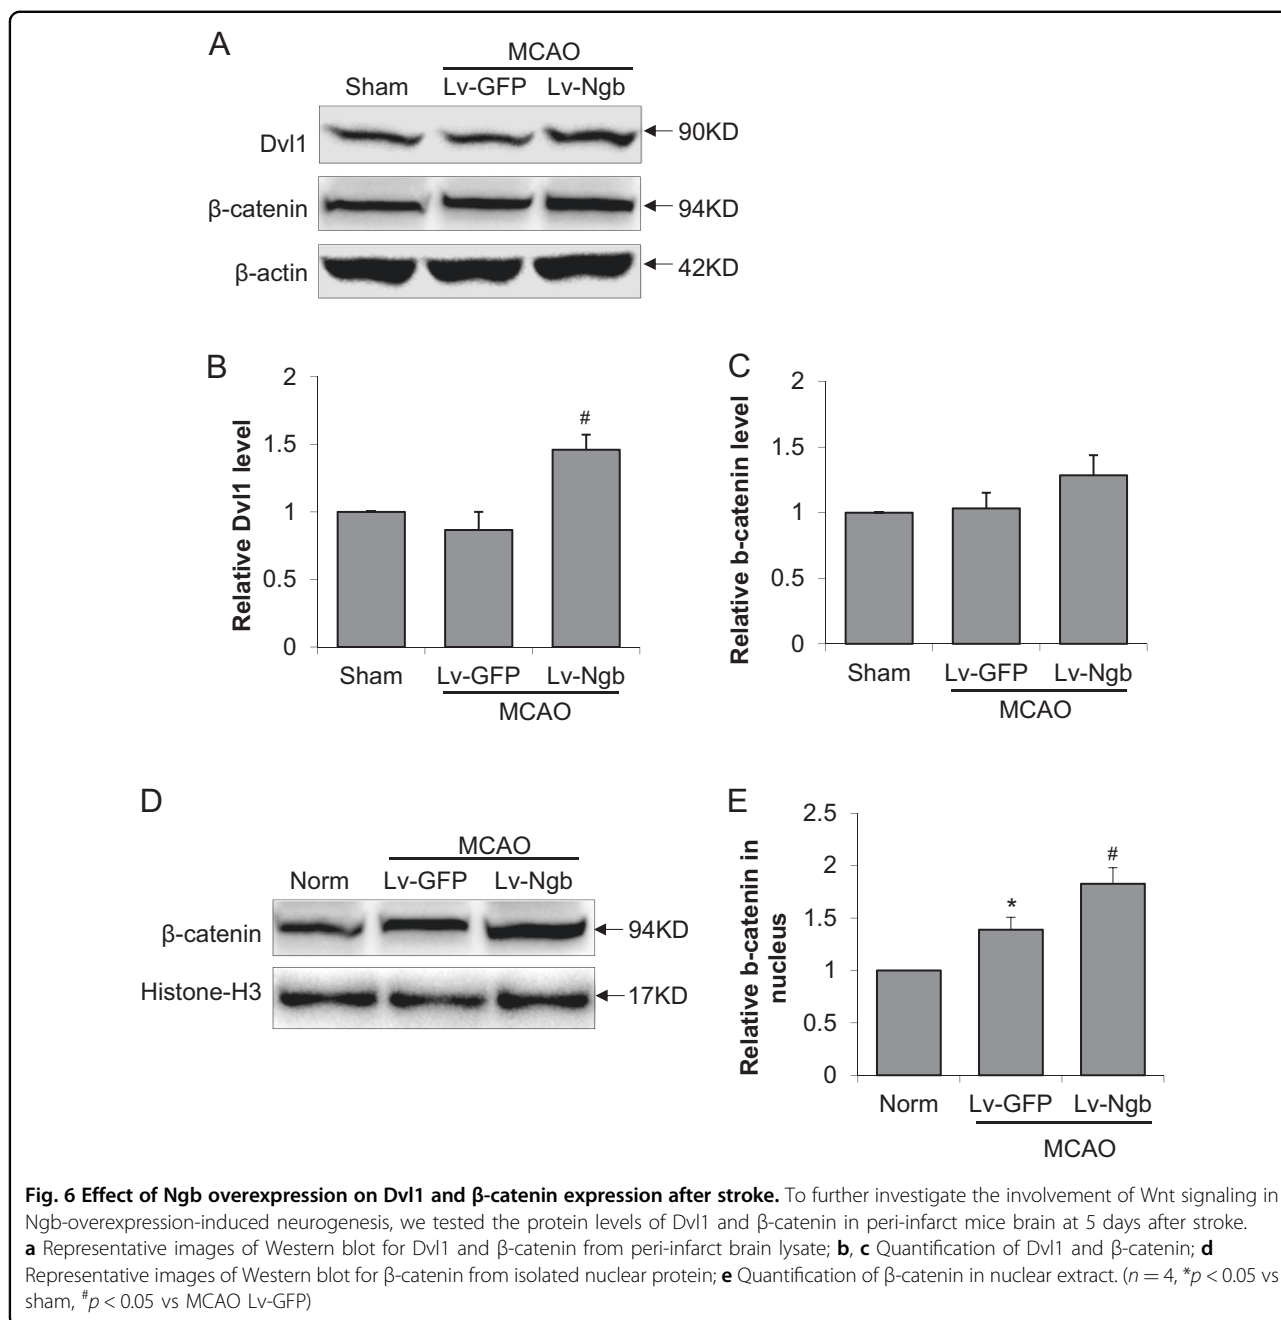 A
MCAO
Sham Lv-GFP Lv-Ngb
Dvl1 90KD
β-catenin 94KD
β-actin 42KD
B
2
1.5
1
0.5
0
Relative Dvl1 level
#
Sham Lv-GFP Lv-Ngb
MCAO
C
2
1.5
1
0.5
0
Relative b-catenin level
Sham Lv-GFP Lv-Ngb
MCAO
D
MCAO
Norm Lv-GFP Lv-Ngb
β-catenin 94KD
Histone-H3 17KD
E
2.5
2
1.5
1
0.5
0
Relative b-catenin in
nucleus
*
#
Norm Lv-GFP Lv-Ngb
MCAO
Fig. 6 Effect of Ngb overexpression on Dvl1 and β-catenin expression after stroke. To further investigate the involvement of Wnt signaling in
Ngb-overexpression-induced neurogenesis, we tested the protein levels of Dvl1 and β-catenin in peri-infarct mice brain at 5 days after stroke.
a Representative images of Western blot for Dvl1 and β-catenin from peri-infarct brain lysate; b, c Quantification of Dvl1 and β-catenin; d
Representative images of Western blot for β-catenin from isolated nuclear protein; e Quantification of β-catenin in nuclear extract. (n = 4, *p < 0.05 vs
sham, #p < 0.05 vs MCAO Lv-GFP)